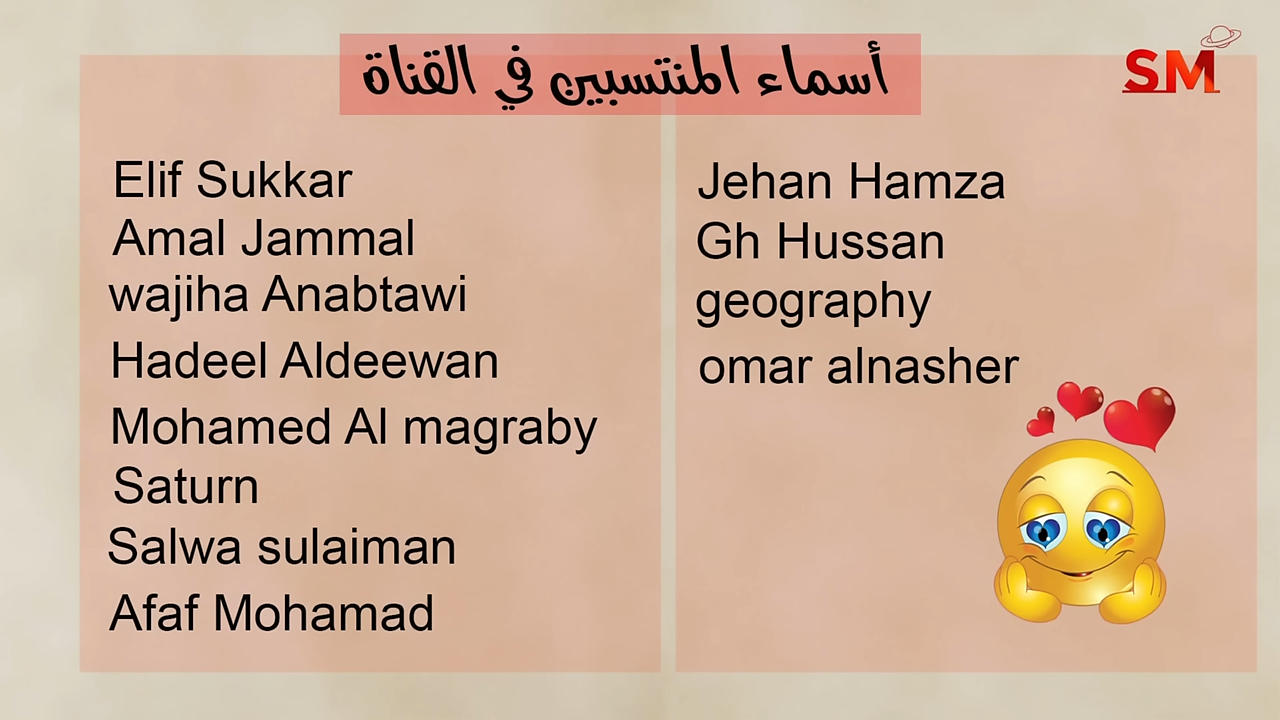 أسماء المنتسبين في القناة
SM
Elif Sukkar
Amal Jammal
wajiha Anabtawi
Hadeel Aldeewan
Mohamed Al magraby
Saturn
Salwa sulaiman
Afaf Mohamad
Jehan Hamza
Gh Hussan
geography
omar alnasher